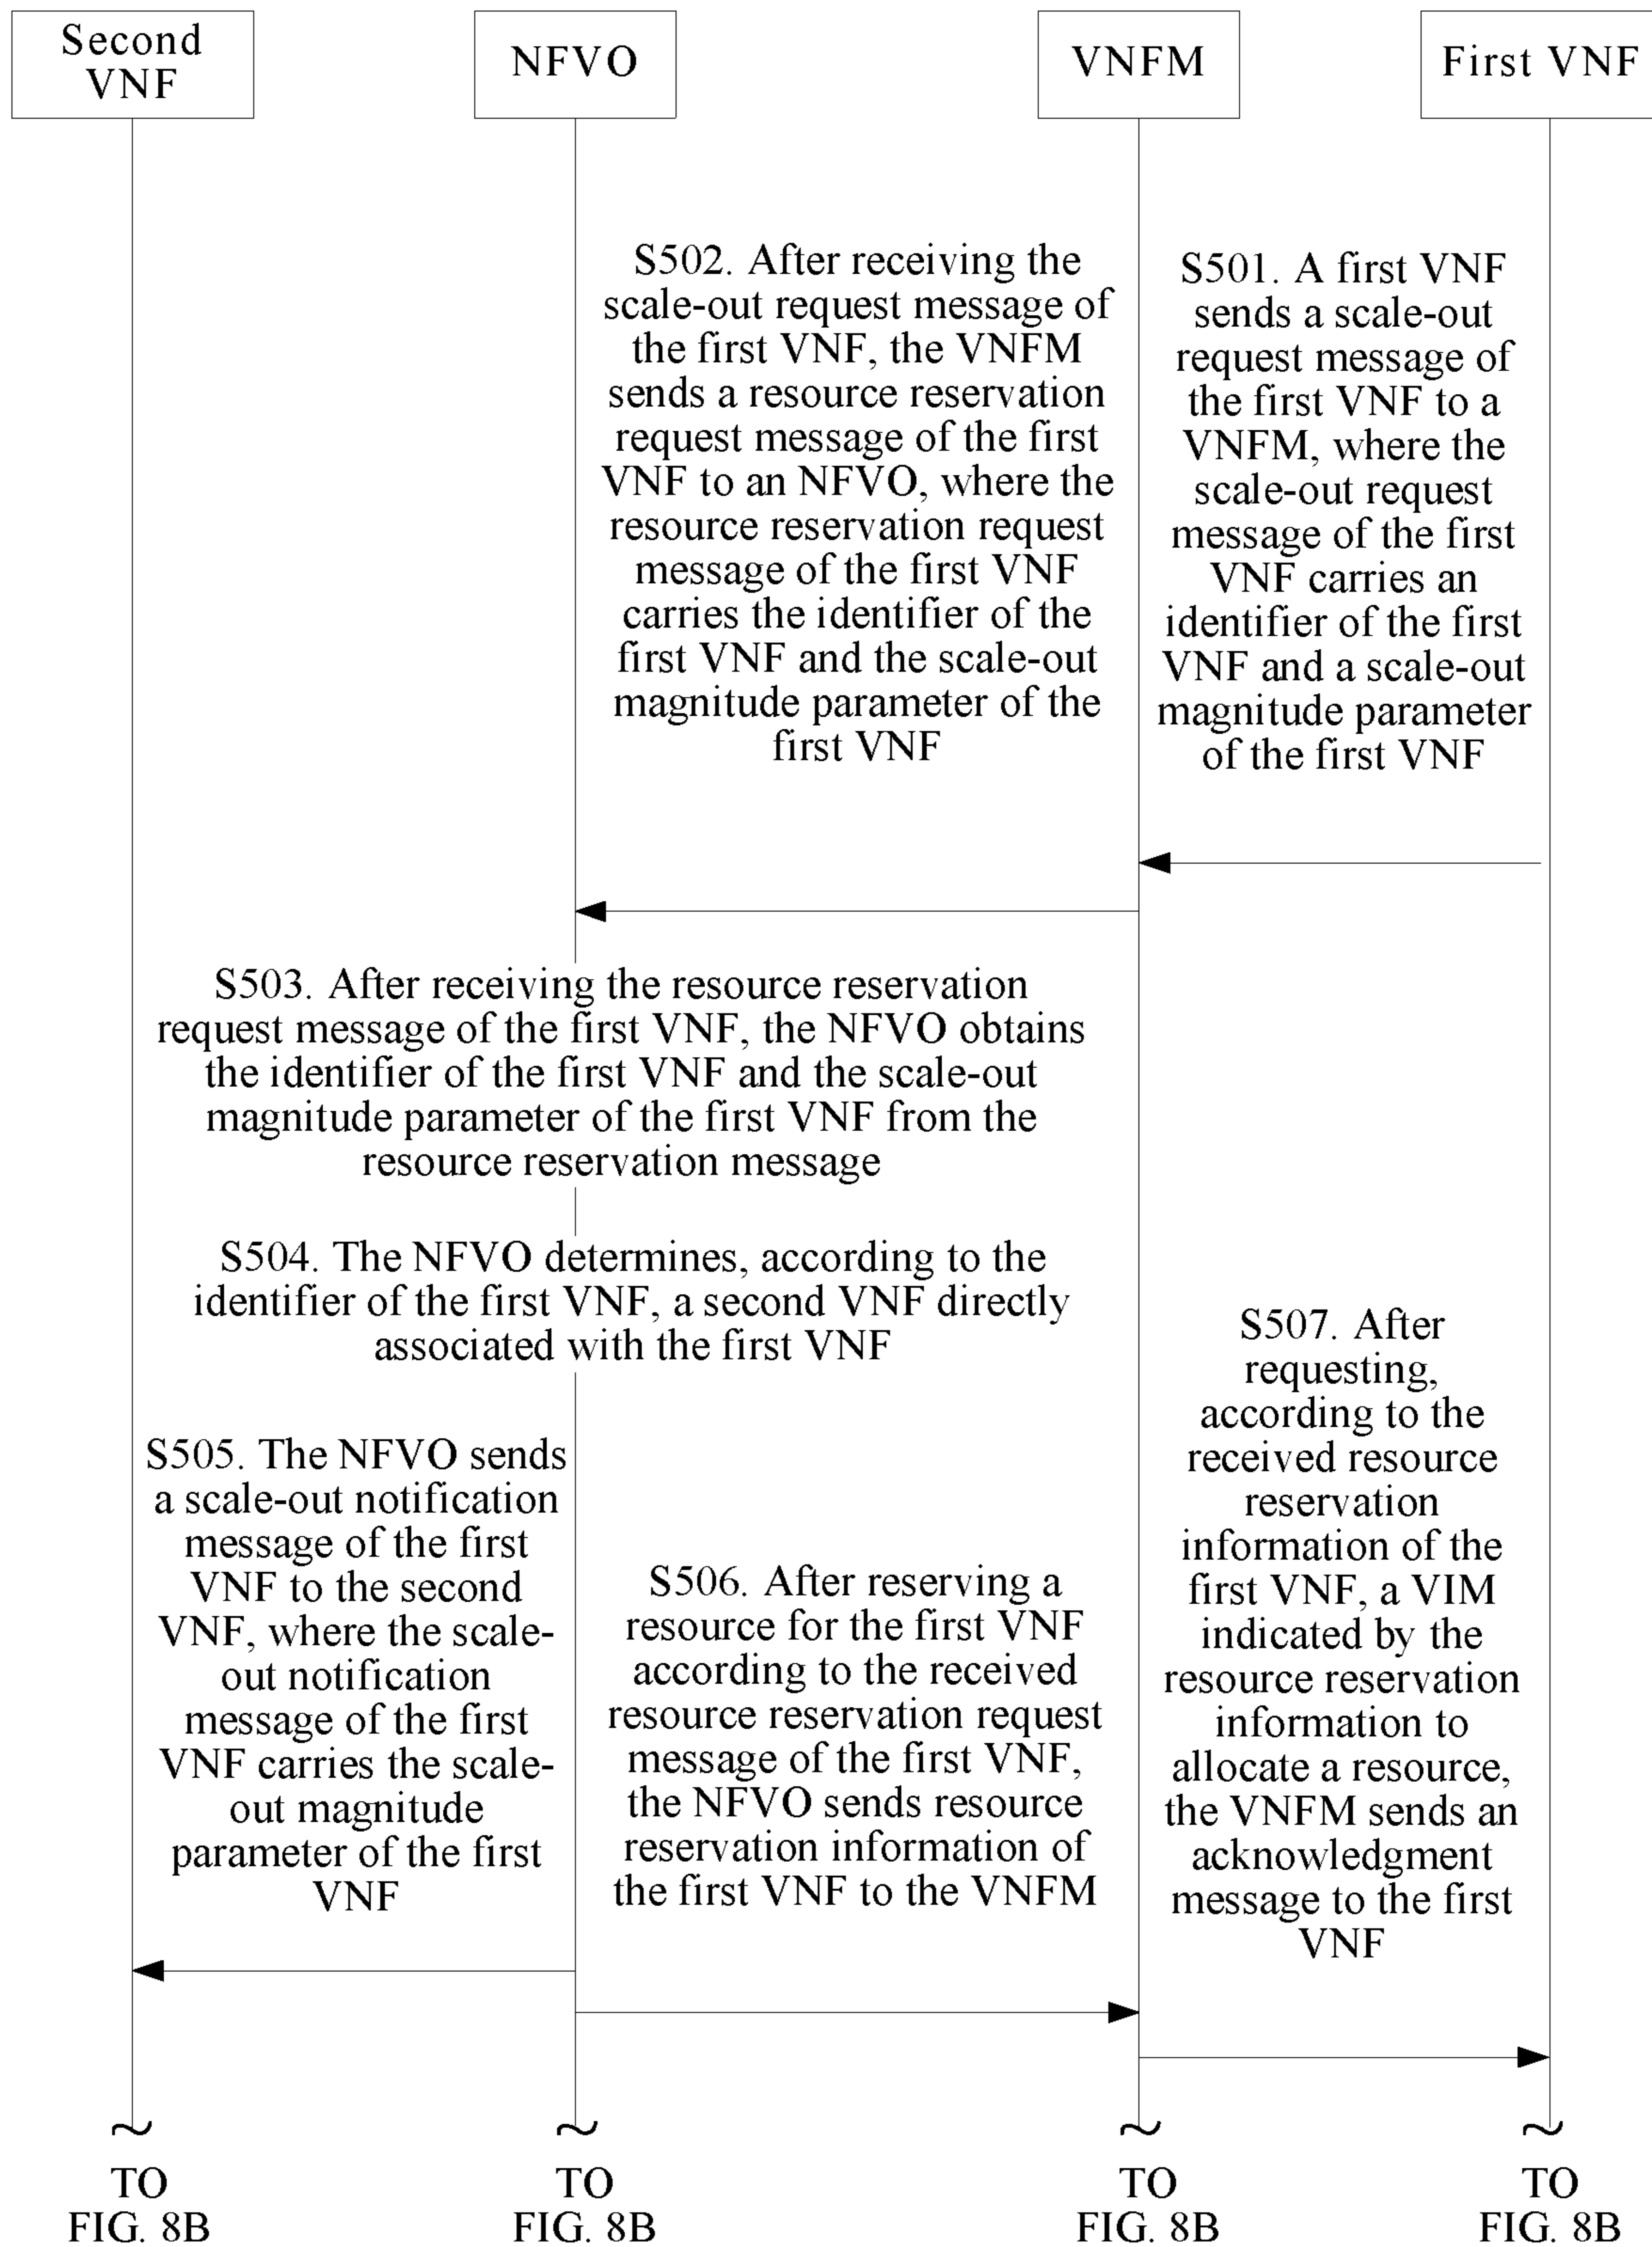 Second
VNF
NFVO
VNFM
First VNF
S501. A first VNF
sends a scale-out
request message of
the first VNF to a
VNFM, where the
scale-out request
message of the first
VNF carries an
identifier of the first
VNF and a scale-out
magnitude parameter
of the first VNF
S502. After receiving the
scale-out request message of
the first VNF, the VNFM
sends a resource reservation
request message of the first
VNF to an NFVO, where the
resource reservation request
message of the first VNF
carries the identifier of the
first VNF and the scale-out
magnitude parameter of the
first VNF
S503. After receiving the resource reservation
request message of the first VNF, the NFVO obtains
the identifier of the first VNF and the scale-out
magnitude parameter of the first VNF from the
resource reservation message
S504. The NFVO determines, according to the
identifier of the first VNF, a second VNF directly
associated with the first VNF
S505. The NFVO sends
a scale-out notification
message of the first
VNF to the second
VNF, where the scale-
out notification
message of the first
VNF carries the scale-
out magnitude
parameter of the first
VNF
S506. After reserving a
resource for the first VNF
according to the received
resource reservation request
message of the first VNF,
the NFVO sends resource
reservation information of
the first VNF to the VNFM
S507. After
requesting,
according to the
received resource
reservation
information of the
first VNF, a VIM
indicated by the
resource reservation
information to
allocate a resource,
the VNFM sends an
acknowledgment
message to the first
VNF
TO
FIG. 8B
TO
FIG. 8B
TO
FIG. 8B
TO
FIG. 8B